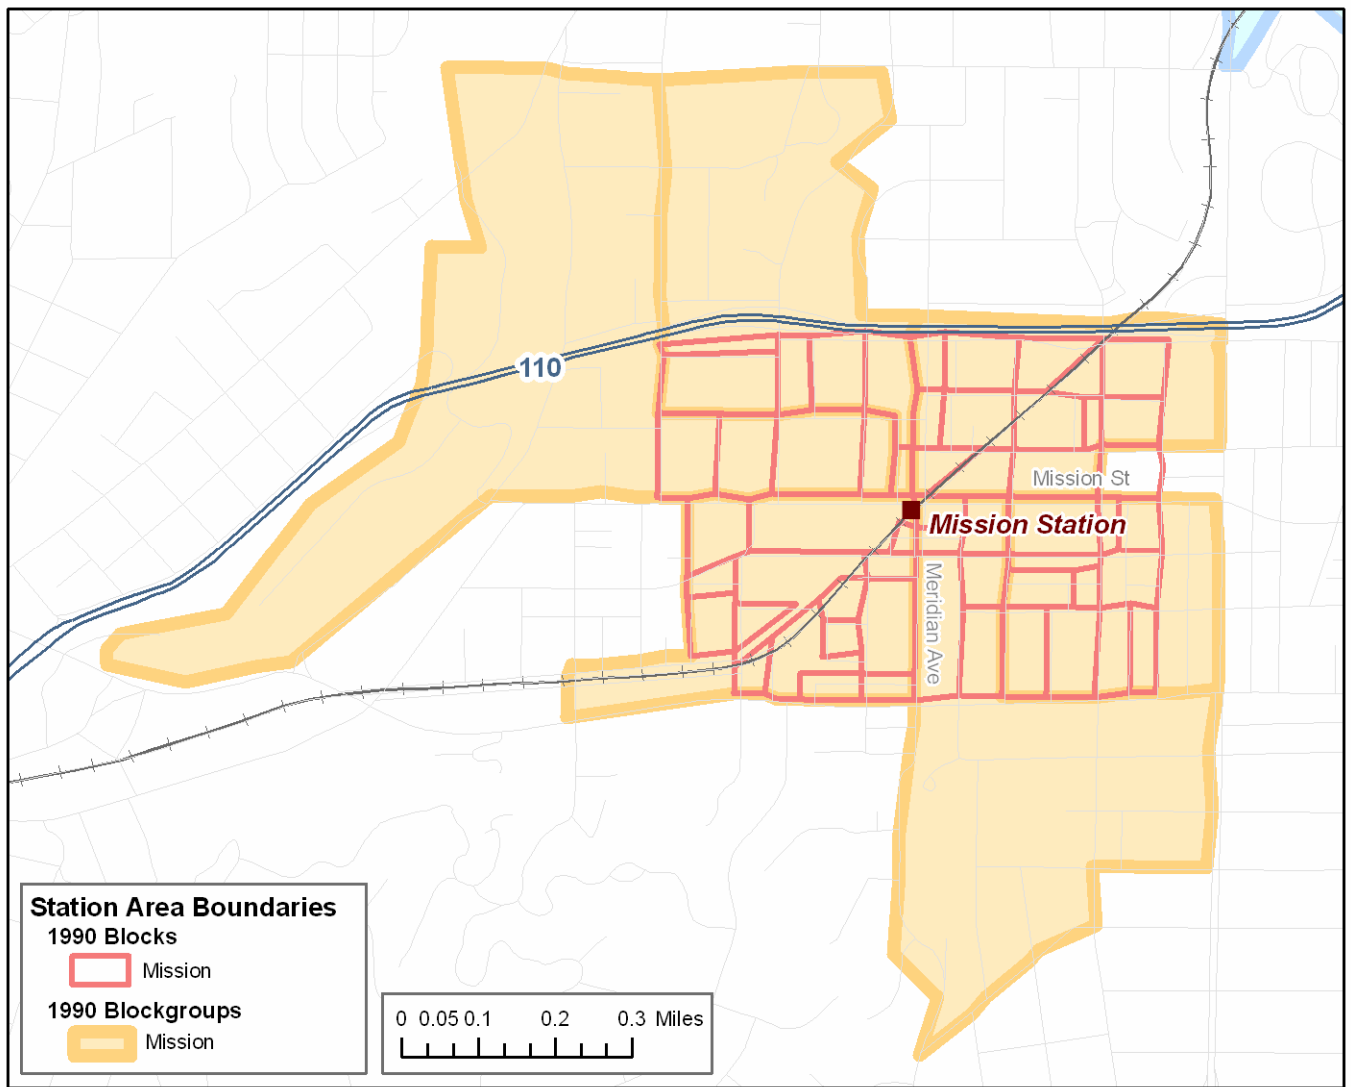 110
Mission St
Mission Station
Meridian Ave
Station Area Boundaries
1990 Blocks
Mission
1990 Blockgroups
Mission
0 0.05 0.1 0.2 0.3 Miles